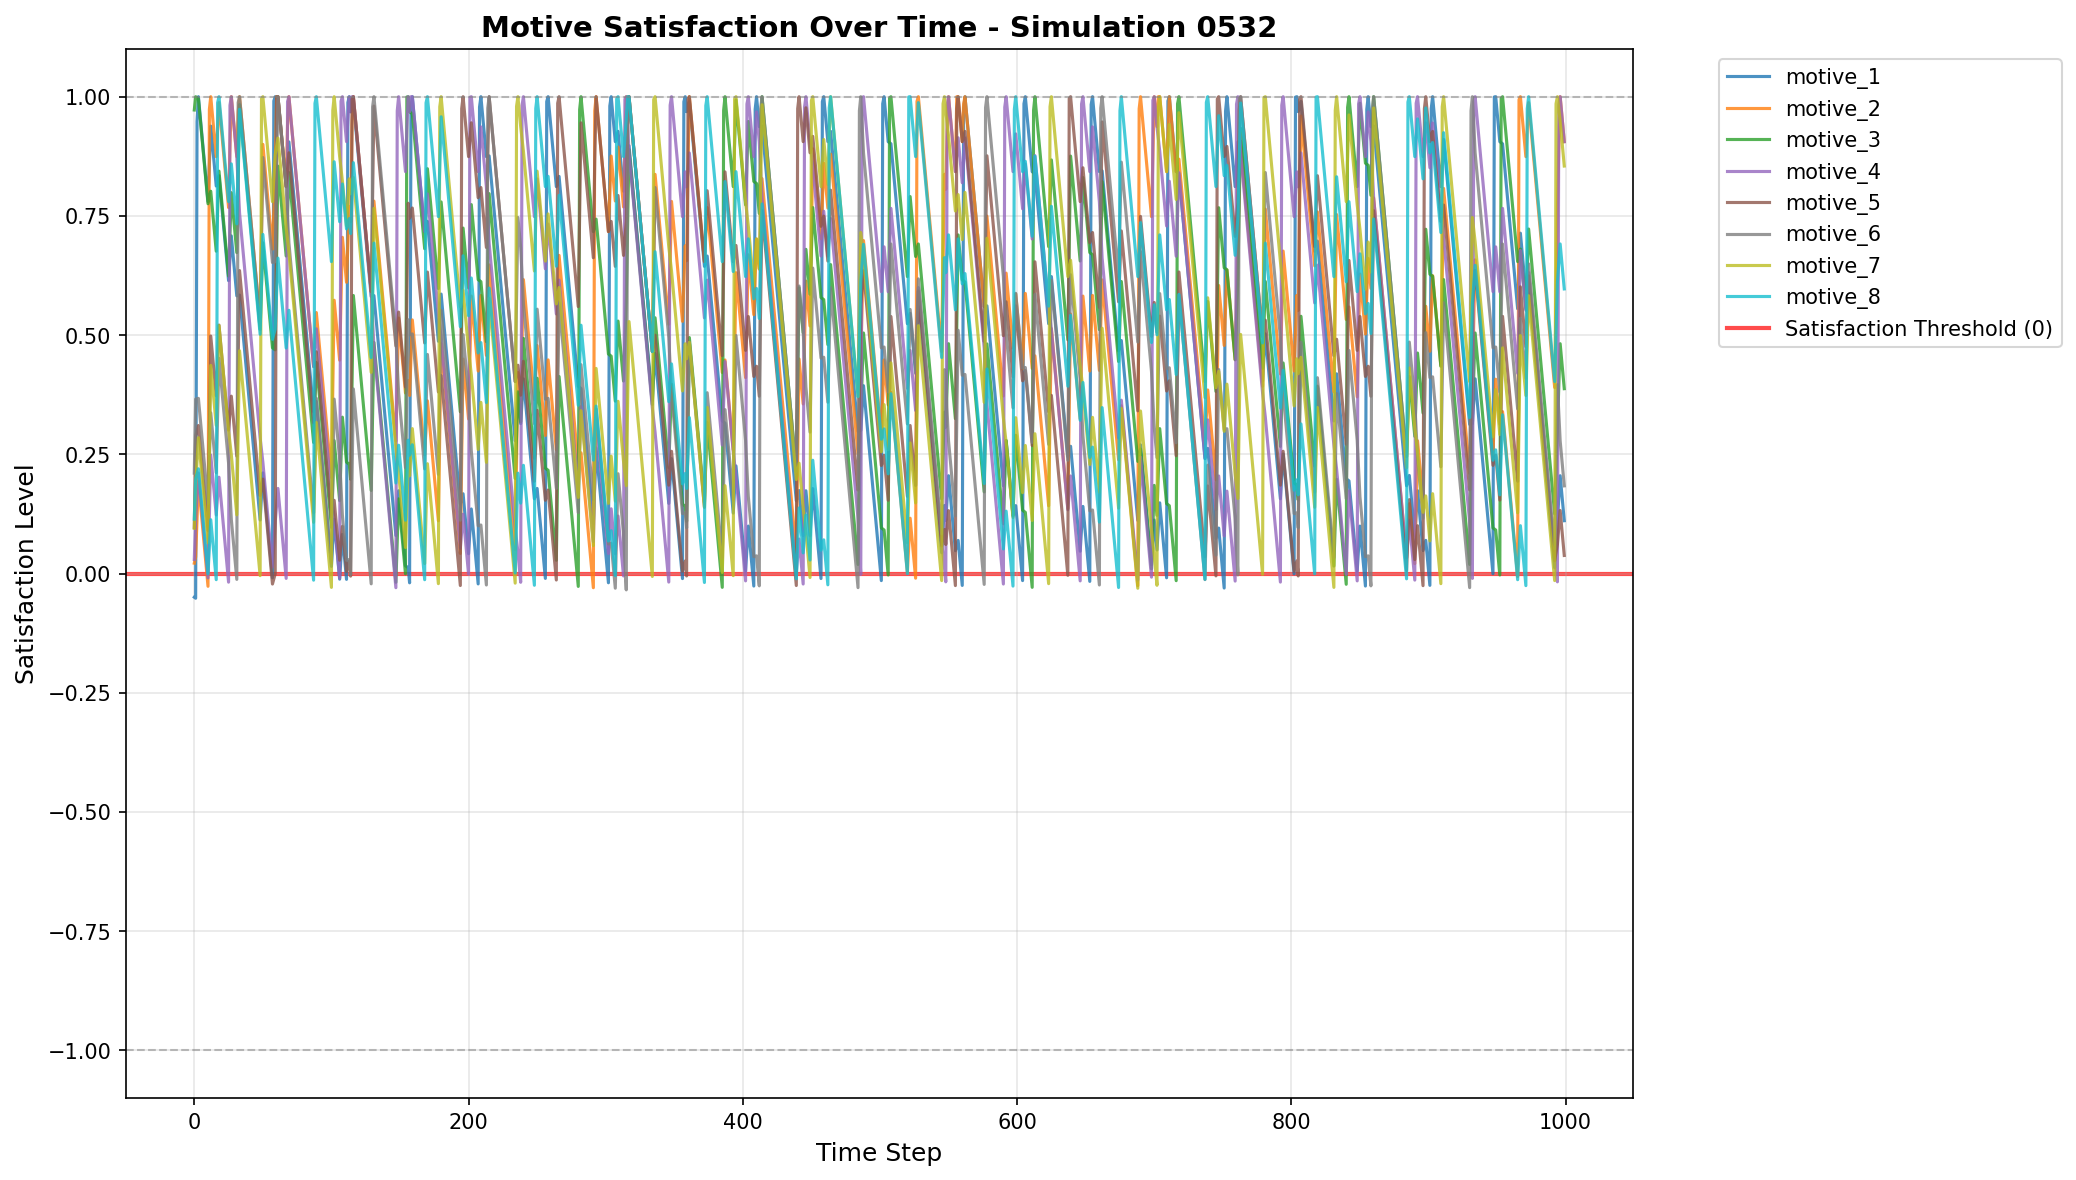 Motive Satisfaction Over Time - Simulation 0532
Satisfaction Level
1.00
0.75
0.50
0.25
0.00
−0.25
−0.50
−0.75
−1.00
0
200
400
600
800
1000
Time Step
motive_1
motive_2
motive_3
motive_4
motive_5
motive_6
motive_7
motive_8
Satisfaction Threshold (0)